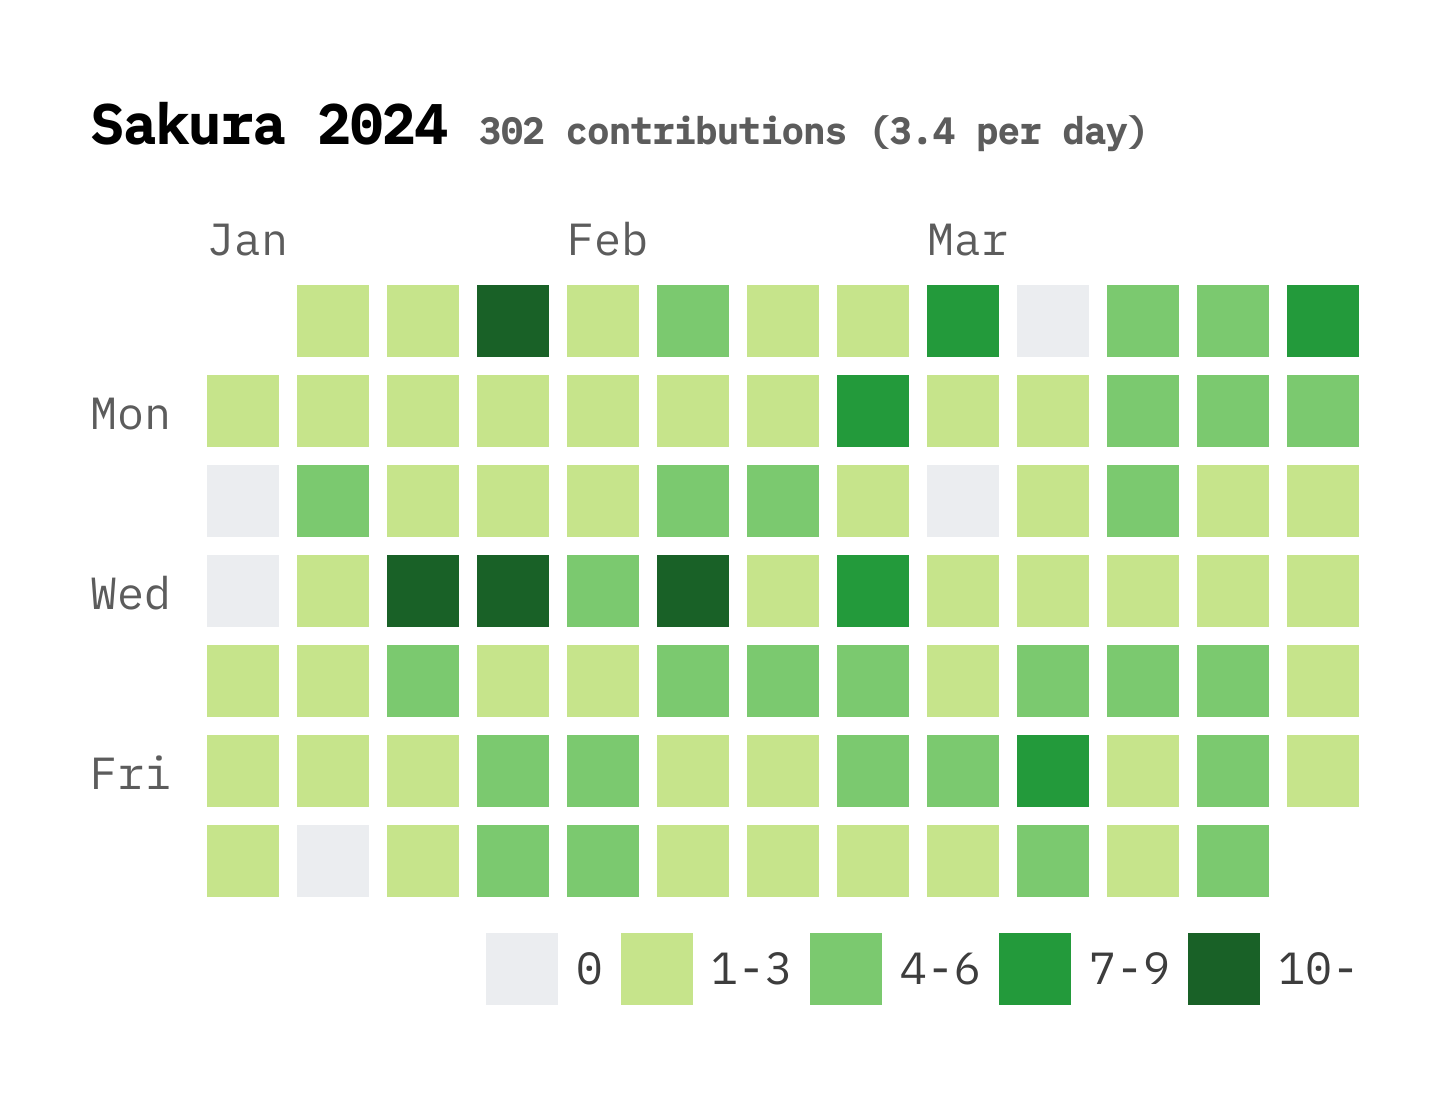 Sakura 2024 302 contributions (3.4 per day)
Jan Feb Mar
Mon
Wed
Fri
0 1-3 4-6 7-9 10-